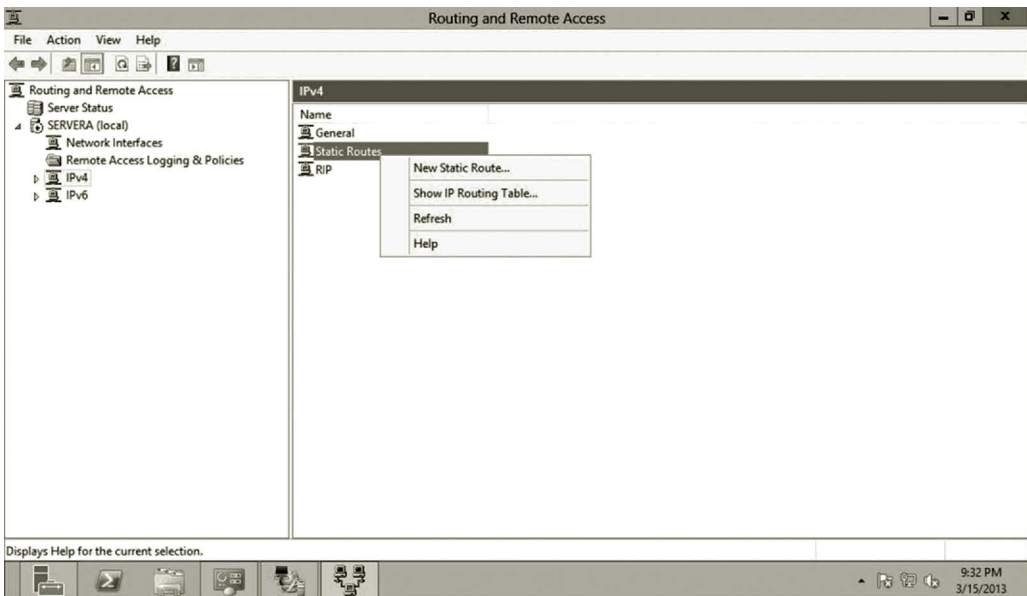 Routing and Remote Access
File Action View Help
Routing and Remote Access
Server Status
SERVERA (local)
Network Interfaces
Remote Access Logging & Policies
IPv4
IPv6
IPv4
Name
General
Static Routes
RIP
New Static Route...
Show IP Routing Table...
Refresh
Help
Displays Help for the current selection.
9:32 PM
3/15/2013